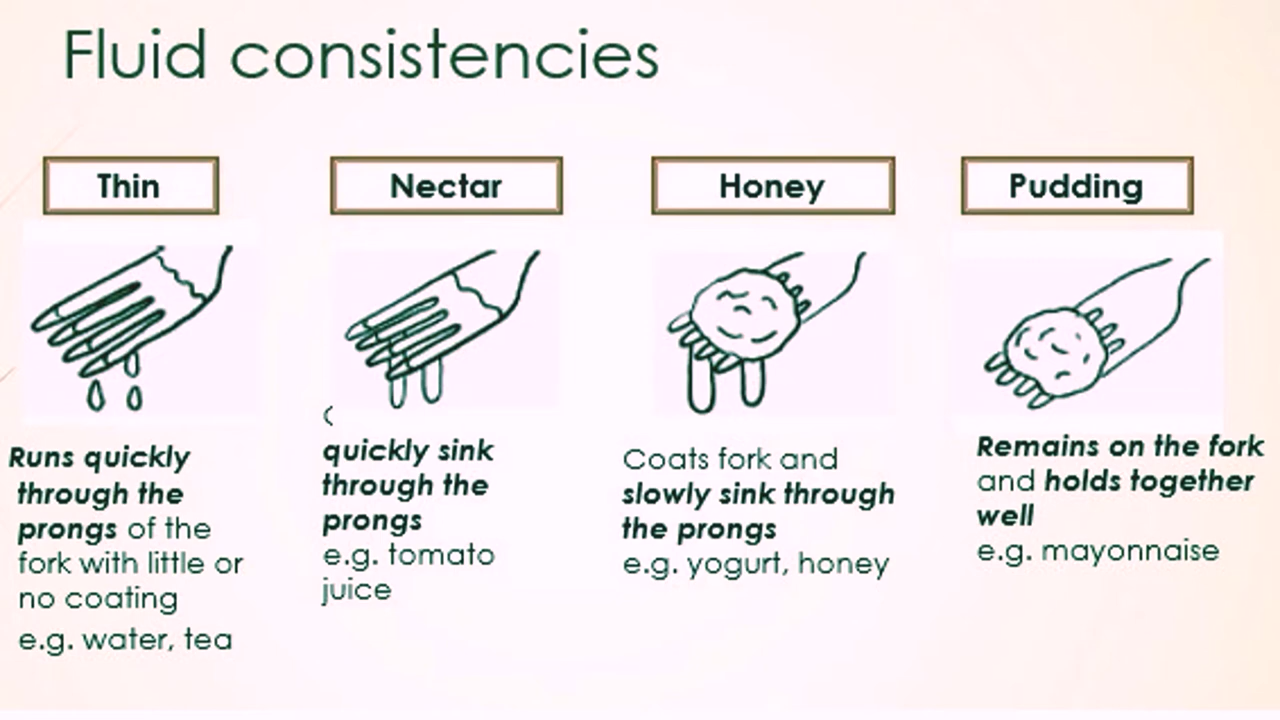 Fluid consistencies
Thin
Nectar
Honey
Pudding
Runs quickly
through the
prongs of the
fork with little or
no coating
e.g. water, tea
quickly sink
through the
prongs
e.g. tomato
juice
Coats fork and
slowly sink through
the prongs
e.g. yogurt, honey
Remains on the fork
and holds together
well
e.g. mayonnaise